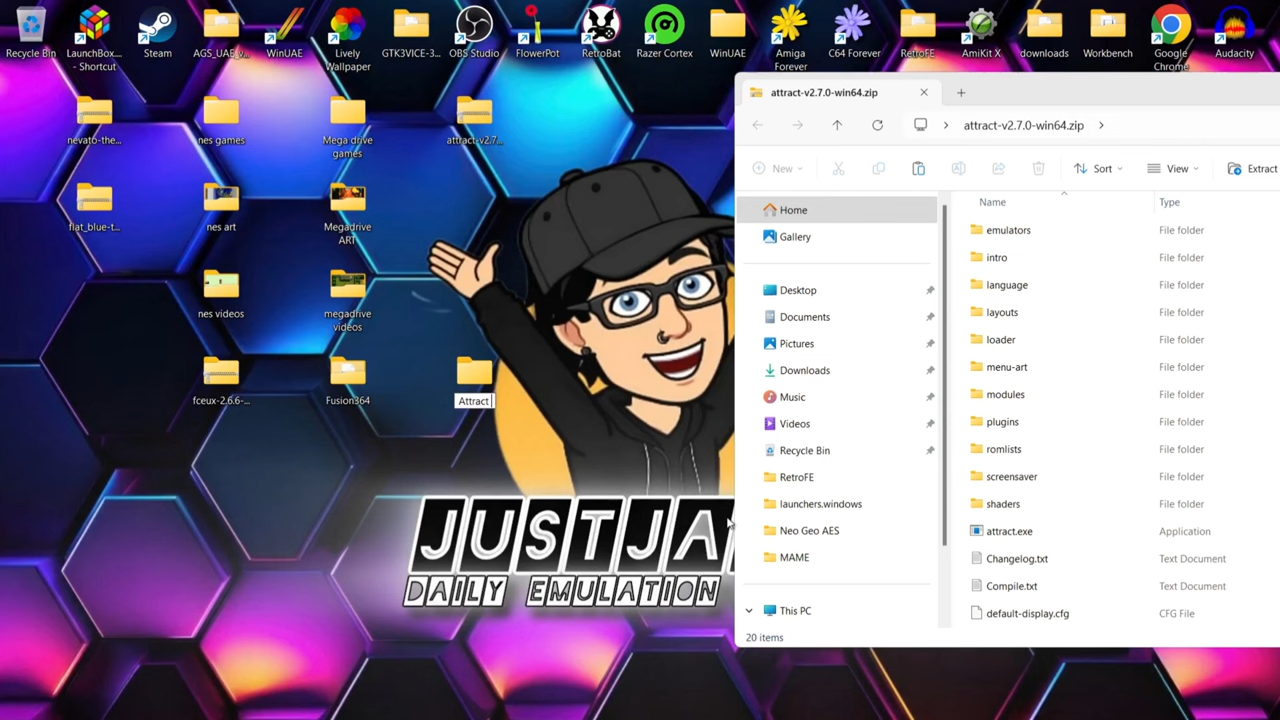 Recycle Bin
LaunchBox...
- Shortcut
Steam
AGS_UAE_v...
WinUAE
Lively
Wallpaper
GTK3VICE-3...
OBS Studio
FlowerPot
RetroBat
Razer Cortex
WinUAE
Amiga
Forever
C64 Forever
RetroFE
AmiKit X
downloads
Workbench
Google
Chrome
Audacity
nevato-the...
nes games
Mega drive
games
attract-v2.7...
flat_blue-t...
nes art
Megadrive
ART
nes videos
megadrive
videos
fceux-2.6.6-...
Fusion364
Attract
JUSTJA
DAILY EMULATION
attract-v2.7.0-win64.zip
attract-v2.7.0-win64.zip
New
Sort
View
Extract
Home
Gallery
Desktop
Documents
Pictures
Downloads
Music
Videos
Recycle Bin
RetroFE
launchers.windows
Neo Geo AES
MAME
This PC
Name Type
emulators File folder
intro File folder
language File folder
layouts File folder
loader File folder
menu-art File folder
modules File folder
plugins File folder
romlists File folder
screensaver File folder
shaders File folder
attract.exe Application
Changelog.txt Text Document
Compile.txt Text Document
default-display.cfg CFG File
20 items